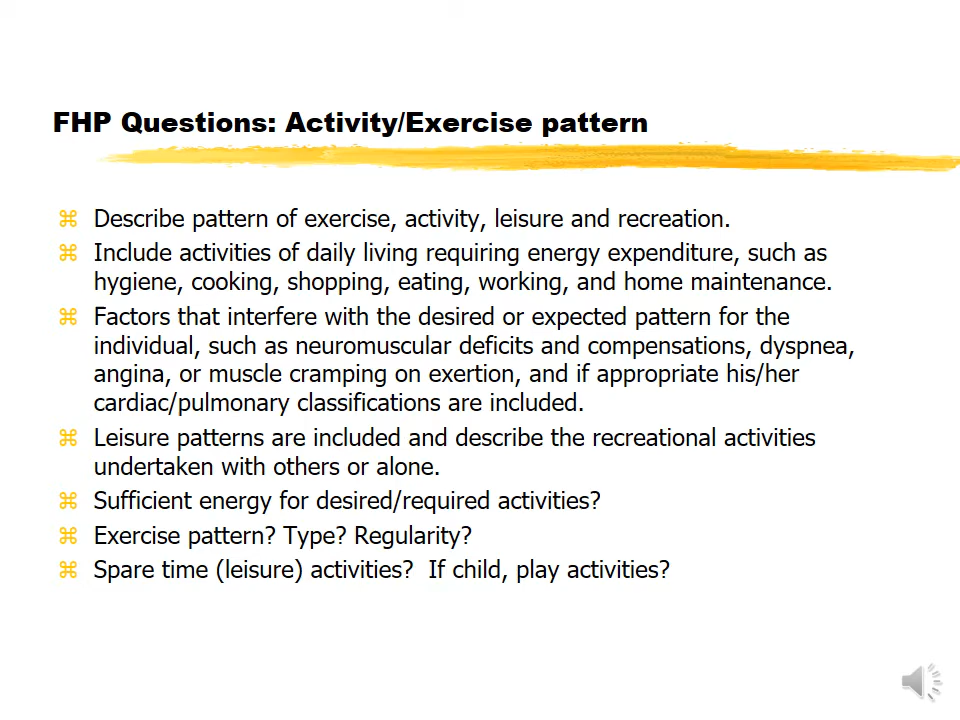 FHP Questions: Activity/Exercise pattern
⌘ Describe pattern of exercise, activity, leisure and recreation.
⌘ Include activities of daily living requiring energy expenditure, such as
hygiene, cooking, shopping, eating, working, and home maintenance.
⌘ Factors that interfere with the desired or expected pattern for the
individual, such as neuromuscular deficits and compensations, dyspnea,
angina, or muscle cramping on exertion, and if appropriate his/her
cardiac/pulmonary classifications are included.
⌘ Leisure patterns are included and describe the recreational activities
undertaken with others or alone.
⌘ Sufficient energy for desired/required activities?
⌘ Exercise pattern? Type? Regularity?
⌘ Spare time (leisure) activities?  If child, play activities?